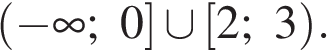 (−∞; 0] ∪ [2; 3).